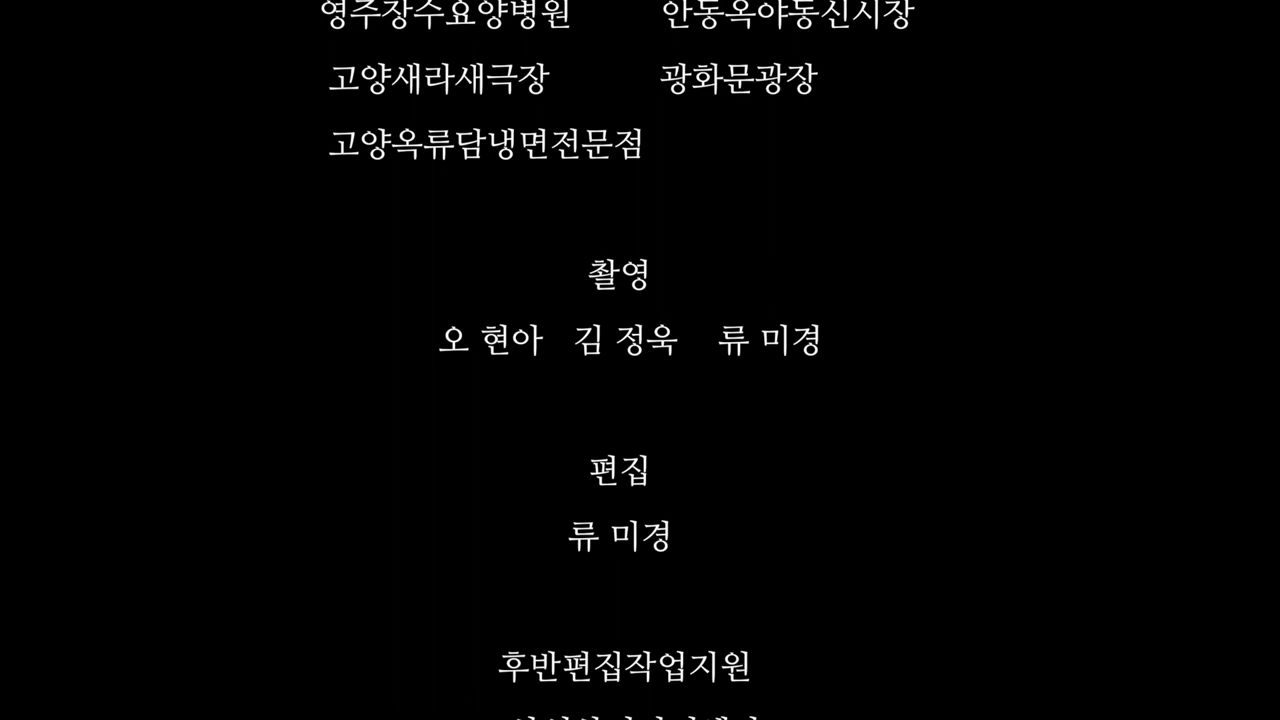 영주장수요양병원 안동옥야동신시장
고양새라새극장 광화문광장
고양옥류담냉면전문점
촬영
오 현아 김 정욱 류 미경
편집
류 미경
후반편집작업지원